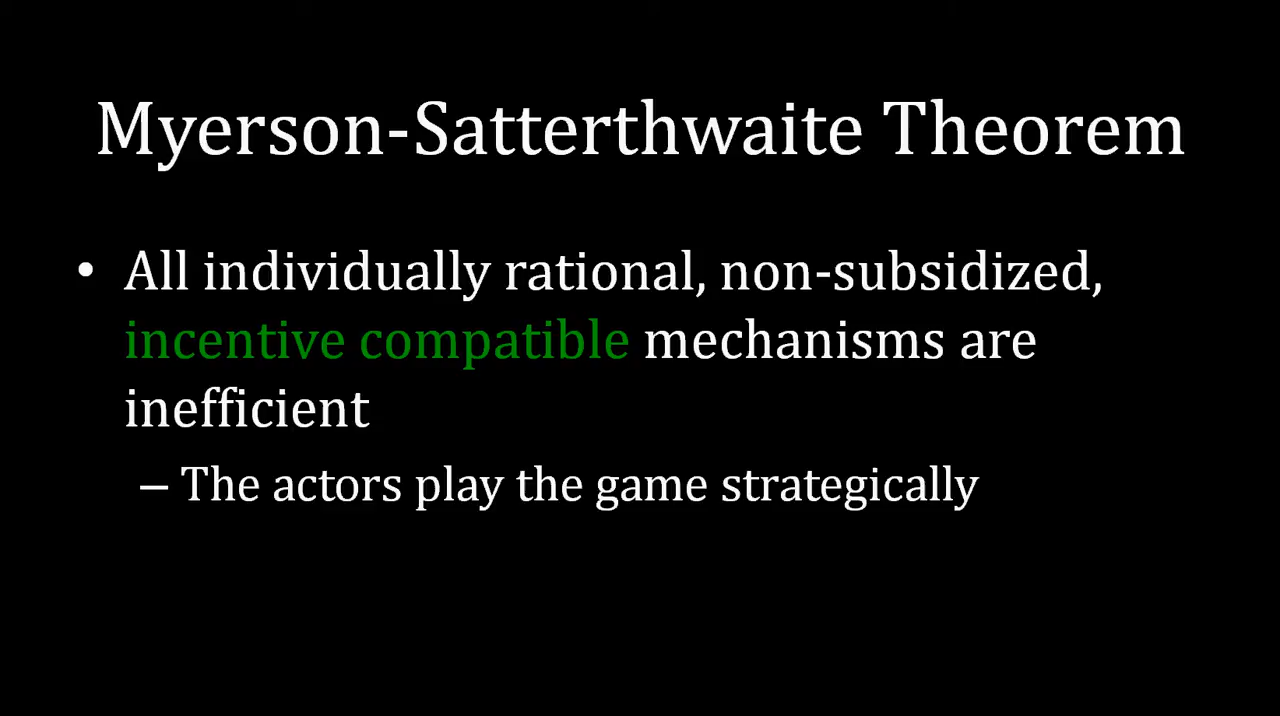 Myerson-Satterthwaite Theorem
• All individually rational, non-subsidized,
incentive compatible mechanisms are
inefficient
– The actors play the game strategically